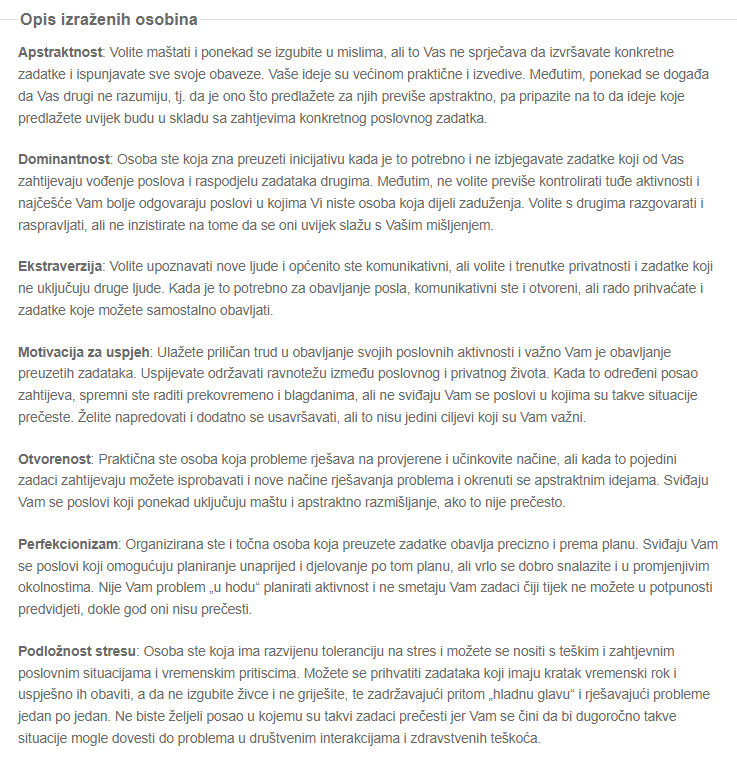 Opis izraženih osobina
Apstraktnost: Volite maštati i ponekad se izgubite u mislima, ali to Vas ne sprječava da izvršavate konkretne
zadatke i ispunjavate sve svoje obaveze. Vaše ideje su većinom praktične i izvedive. Međutim, ponekad se događa
da Vas drugi ne razumiju, tj. da je ono što predlažete za njih previše apstraktno, pa pripazite na to da ideje koje
predlažete uvijek budu u skladu sa zahtjevima konkretnog poslovnog zadatka.
Dominantnost: Osoba ste koja zna preuzeti inicijativu kada je to potrebno i ne izbjegavate zadatke koji od Vas
zahtijevaju vođenje poslova i raspodjelu zadataka drugima. Međutim, ne volite previše kontrolirati tuđe aktivnosti i
najčešće Vam bolje odgovaraju poslovi u kojima Vi niste osoba koja dijeli zaduženja. Volite s drugima razgovarati i
raspravljati, ali ne inzistirate na tome da se oni uvijek slažu s Vašim mišljenjem.
Ekstraverzija: Volite upoznavati nove ljude i općenito ste komunikativni, ali volite i trenutke privatnosti i zadatke koji
ne uključuju druge ljude. Kada je to potrebno za obavljanje posla, komunikativni ste i otvoreni, ali rado prihvaćate i
zadatke koje možete samostalno obavljati.
Motivacija za uspjeh: Ulažete priličan trud u obavljanje svojih poslovnih aktivnosti i važno Vam je obavljanje
preuzetih zadataka. Uspijevate održavati ravnotežu između poslovnog i privatnog života. Kada to određeni posao
zahtijeva, spremni ste raditi prekovremeno i blagdanima, ali ne sviđaju Vam se poslovi u kojima su takve situacije
prečeste. Želite napredovati i dodatno se usavršavati, ali to nisu jedini ciljevi koji su Vam važni.
Otvorenost: Praktična ste osoba koja probleme rješava na provjerene i učinkovite načine, ali kada to pojedini
zadaci zahtijevaju možete isprobavati i nove načine rješavanja problema i okrenuti se apstraktnim idejama. Sviđaju
Vam se poslovi koji ponekad uključuju maštu i apstraktno razmišljanje, ako to nije prečesto.
Perfekcionizam: Organizirana ste i točna osoba koja preuzete zadatke obavlja precizno i prema planu. Sviđaju Vam
se poslovi koji omogućuju planiranje unaprijed i djelovanje po tom planu, ali vrlo se dobro snalazite i u promjenjivim
okolnostima. Nije Vam problem „u hodu“ planirati aktivnost i ne smetaju Vam zadaci čiji tijek ne možete u potpunosti
predvidjeti, dokle god oni nisu prečesti.
Podložnost stresu: Osoba ste koja ima razvijenu toleranciju na stres i možete se nositi s teškim i zahtjevnim
poslovnim situacijama i vremenskim pritiscima. Možete se prihvatiti zadataka koji imaju kratak vremenski rok i
uspješno ih obaviti, a da ne izgubite živce i ne griješite, te zadržavajući pritom „hladnu glavu“ i rješavajući probleme
jedan po jedan. Ne biste željeli posao u kojemu su takvi zadaci prečesti jer Vam se čini da bi dugoročno takve
situacije mogle dovesti do problema u društvenim interakcijama i zdravstvenih teškoća.